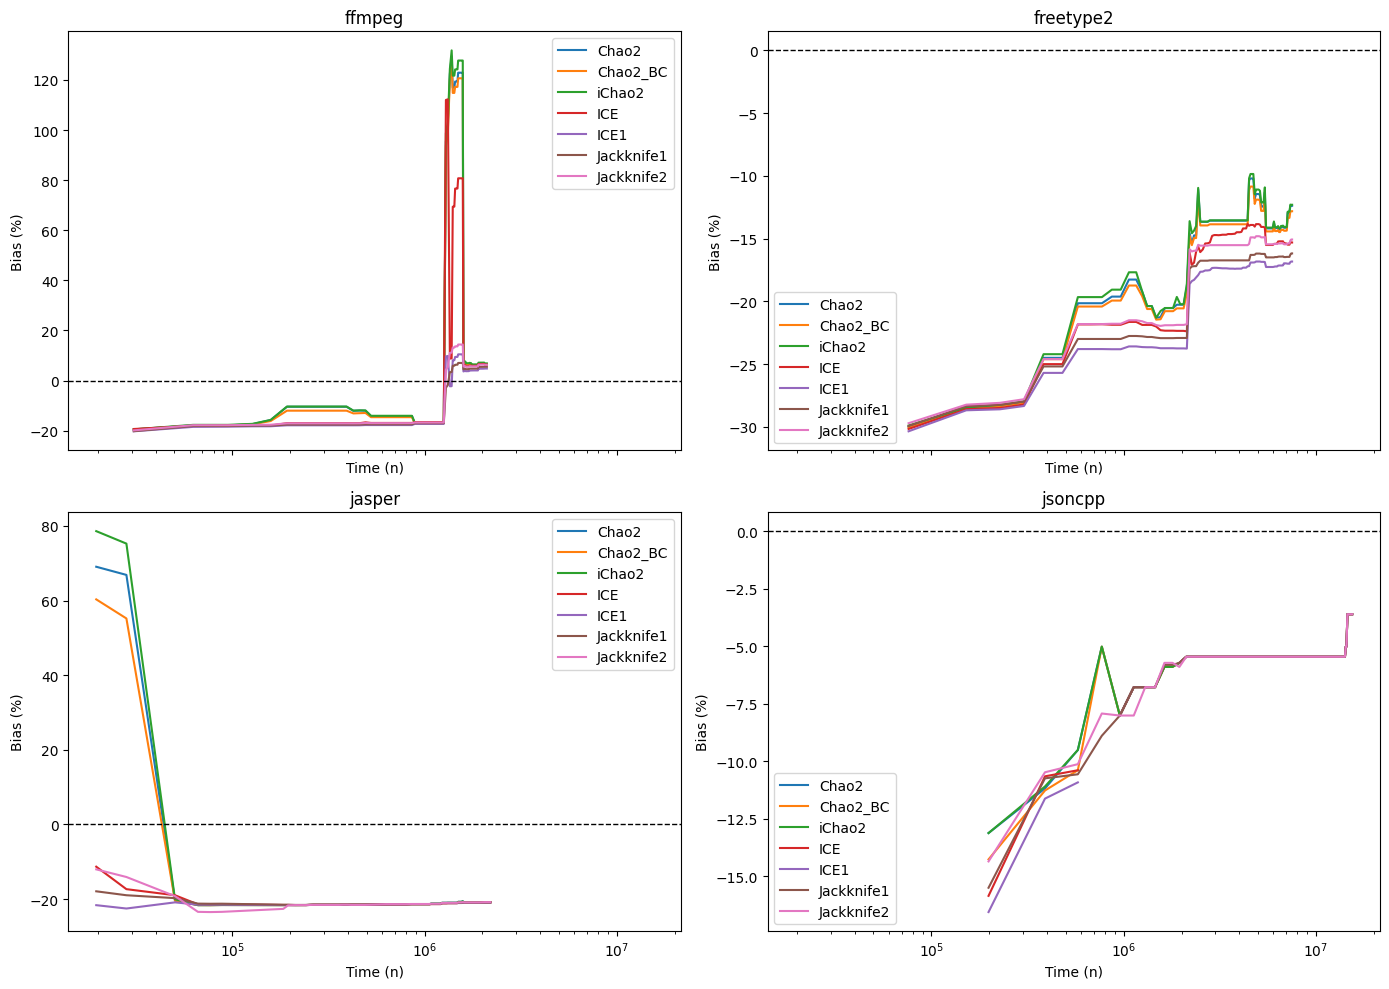 ffmpeg
120
100
80
60
40
20
0
−20
Bias (%)
Time (n)
Chao2
Chao2_BC
iChao2
ICE
ICE1
Jackknife1
Jackknife2
freetype2
0
−5
−10
−15
−20
−25
−30
Bias (%)
Time (n)
Chao2
Chao2_BC
iChao2
ICE
ICE1
Jackknife1
Jackknife2
jasper
80
60
40
20
0
−20
Bias (%)
10^5
10^6
10^7
Time (n)
Chao2
Chao2_BC
iChao2
ICE
ICE1
Jackknife1
Jackknife2
jsoncpp
0.0
−2.5
−5.0
−7.5
−10.0
−12.5
−15.0
Bias (%)
10^5
10^6
10^7
Time (n)
Chao2
Chao2_BC
iChao2
ICE
ICE1
Jackknife1
Jackknife2